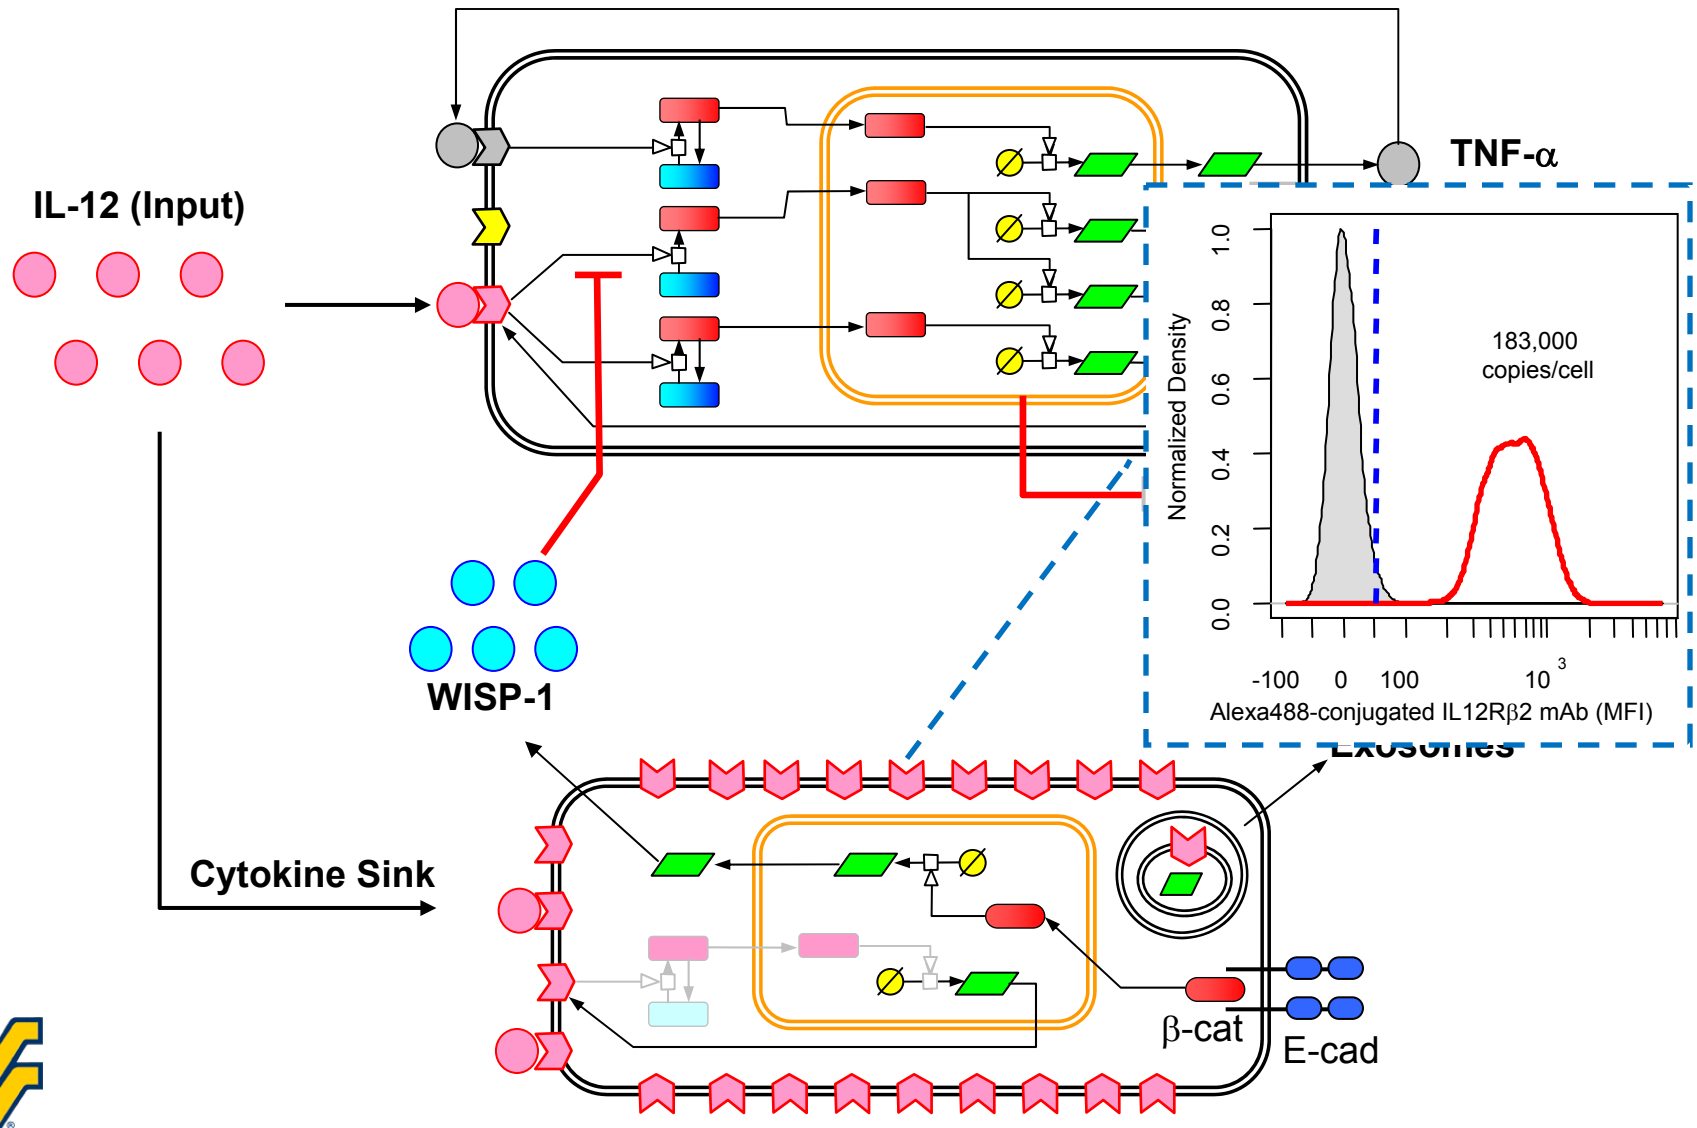 TNF-α
IL-12 (Input)
1.0
0.8
0.6
0.4
0.2
0.0
Normalized Density
183,000
copies/cell
-100 0 100 10 3
Alexa488-conjugated IL12Rβ2 mAb (MFI)
WISP-1
Exosomes
Cytokine Sink
β-cat
E-cad
®